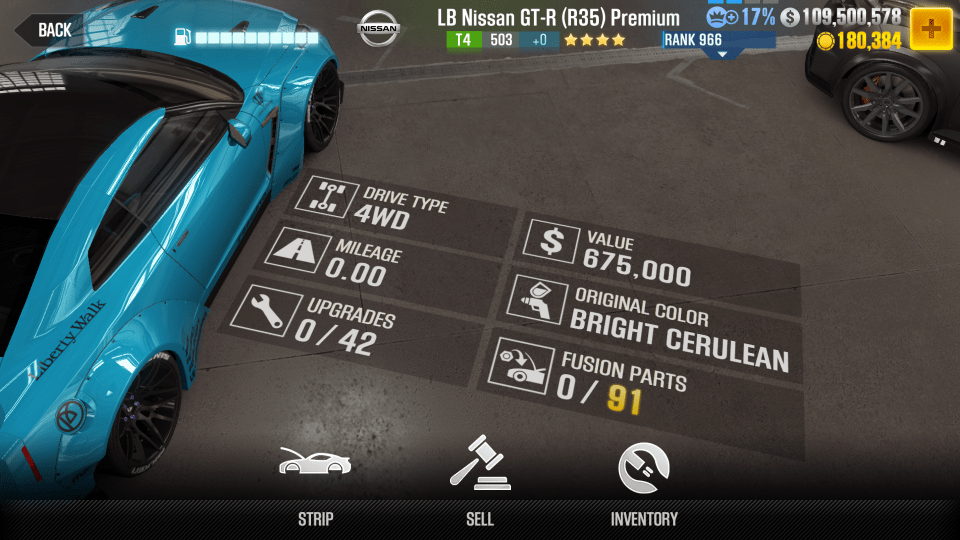 BACK
NISSAN
LB Nissan GT-R (R35) Premium
T4 503 +0
17%
109,500,578
RANK 966
180,384
DRIVE TYPE
4WD
MILEAGE
0.00
UPGRADES
0 / 42
$
VALUE
675,000
ORIGINAL COLOR
BRIGHT CERULEAN
FUSION PARTS
0 / 91
Liberty Walk
STRIP
SELL
INVENTORY